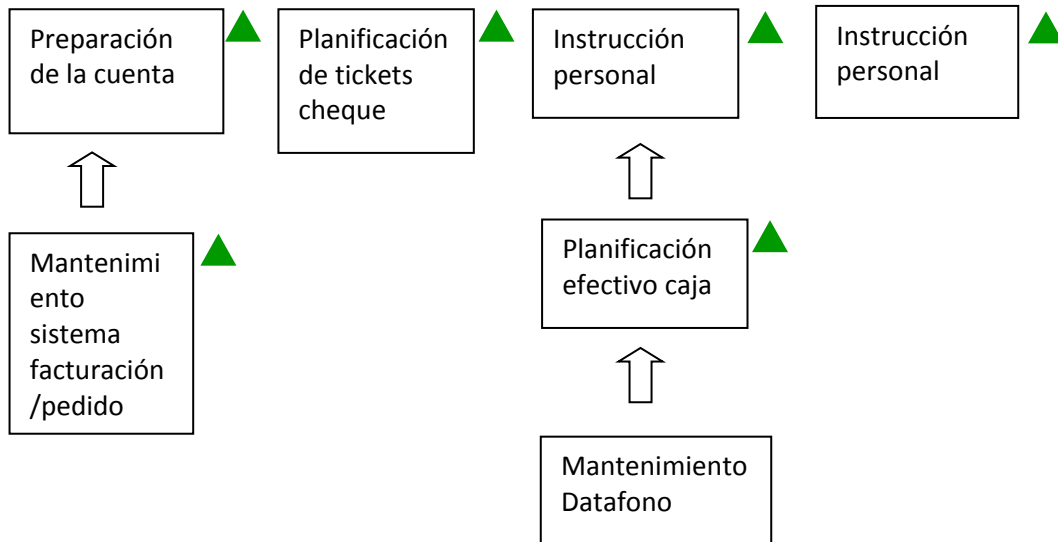 Preparación
de la cuenta
Planificación
de tickets
cheque
Instrucción
personal
Instrucción
personal
Mantenimi
ento
sistema
facturación
/pedido
Planificación
efectivo caja
Mantenimiento
Datafono